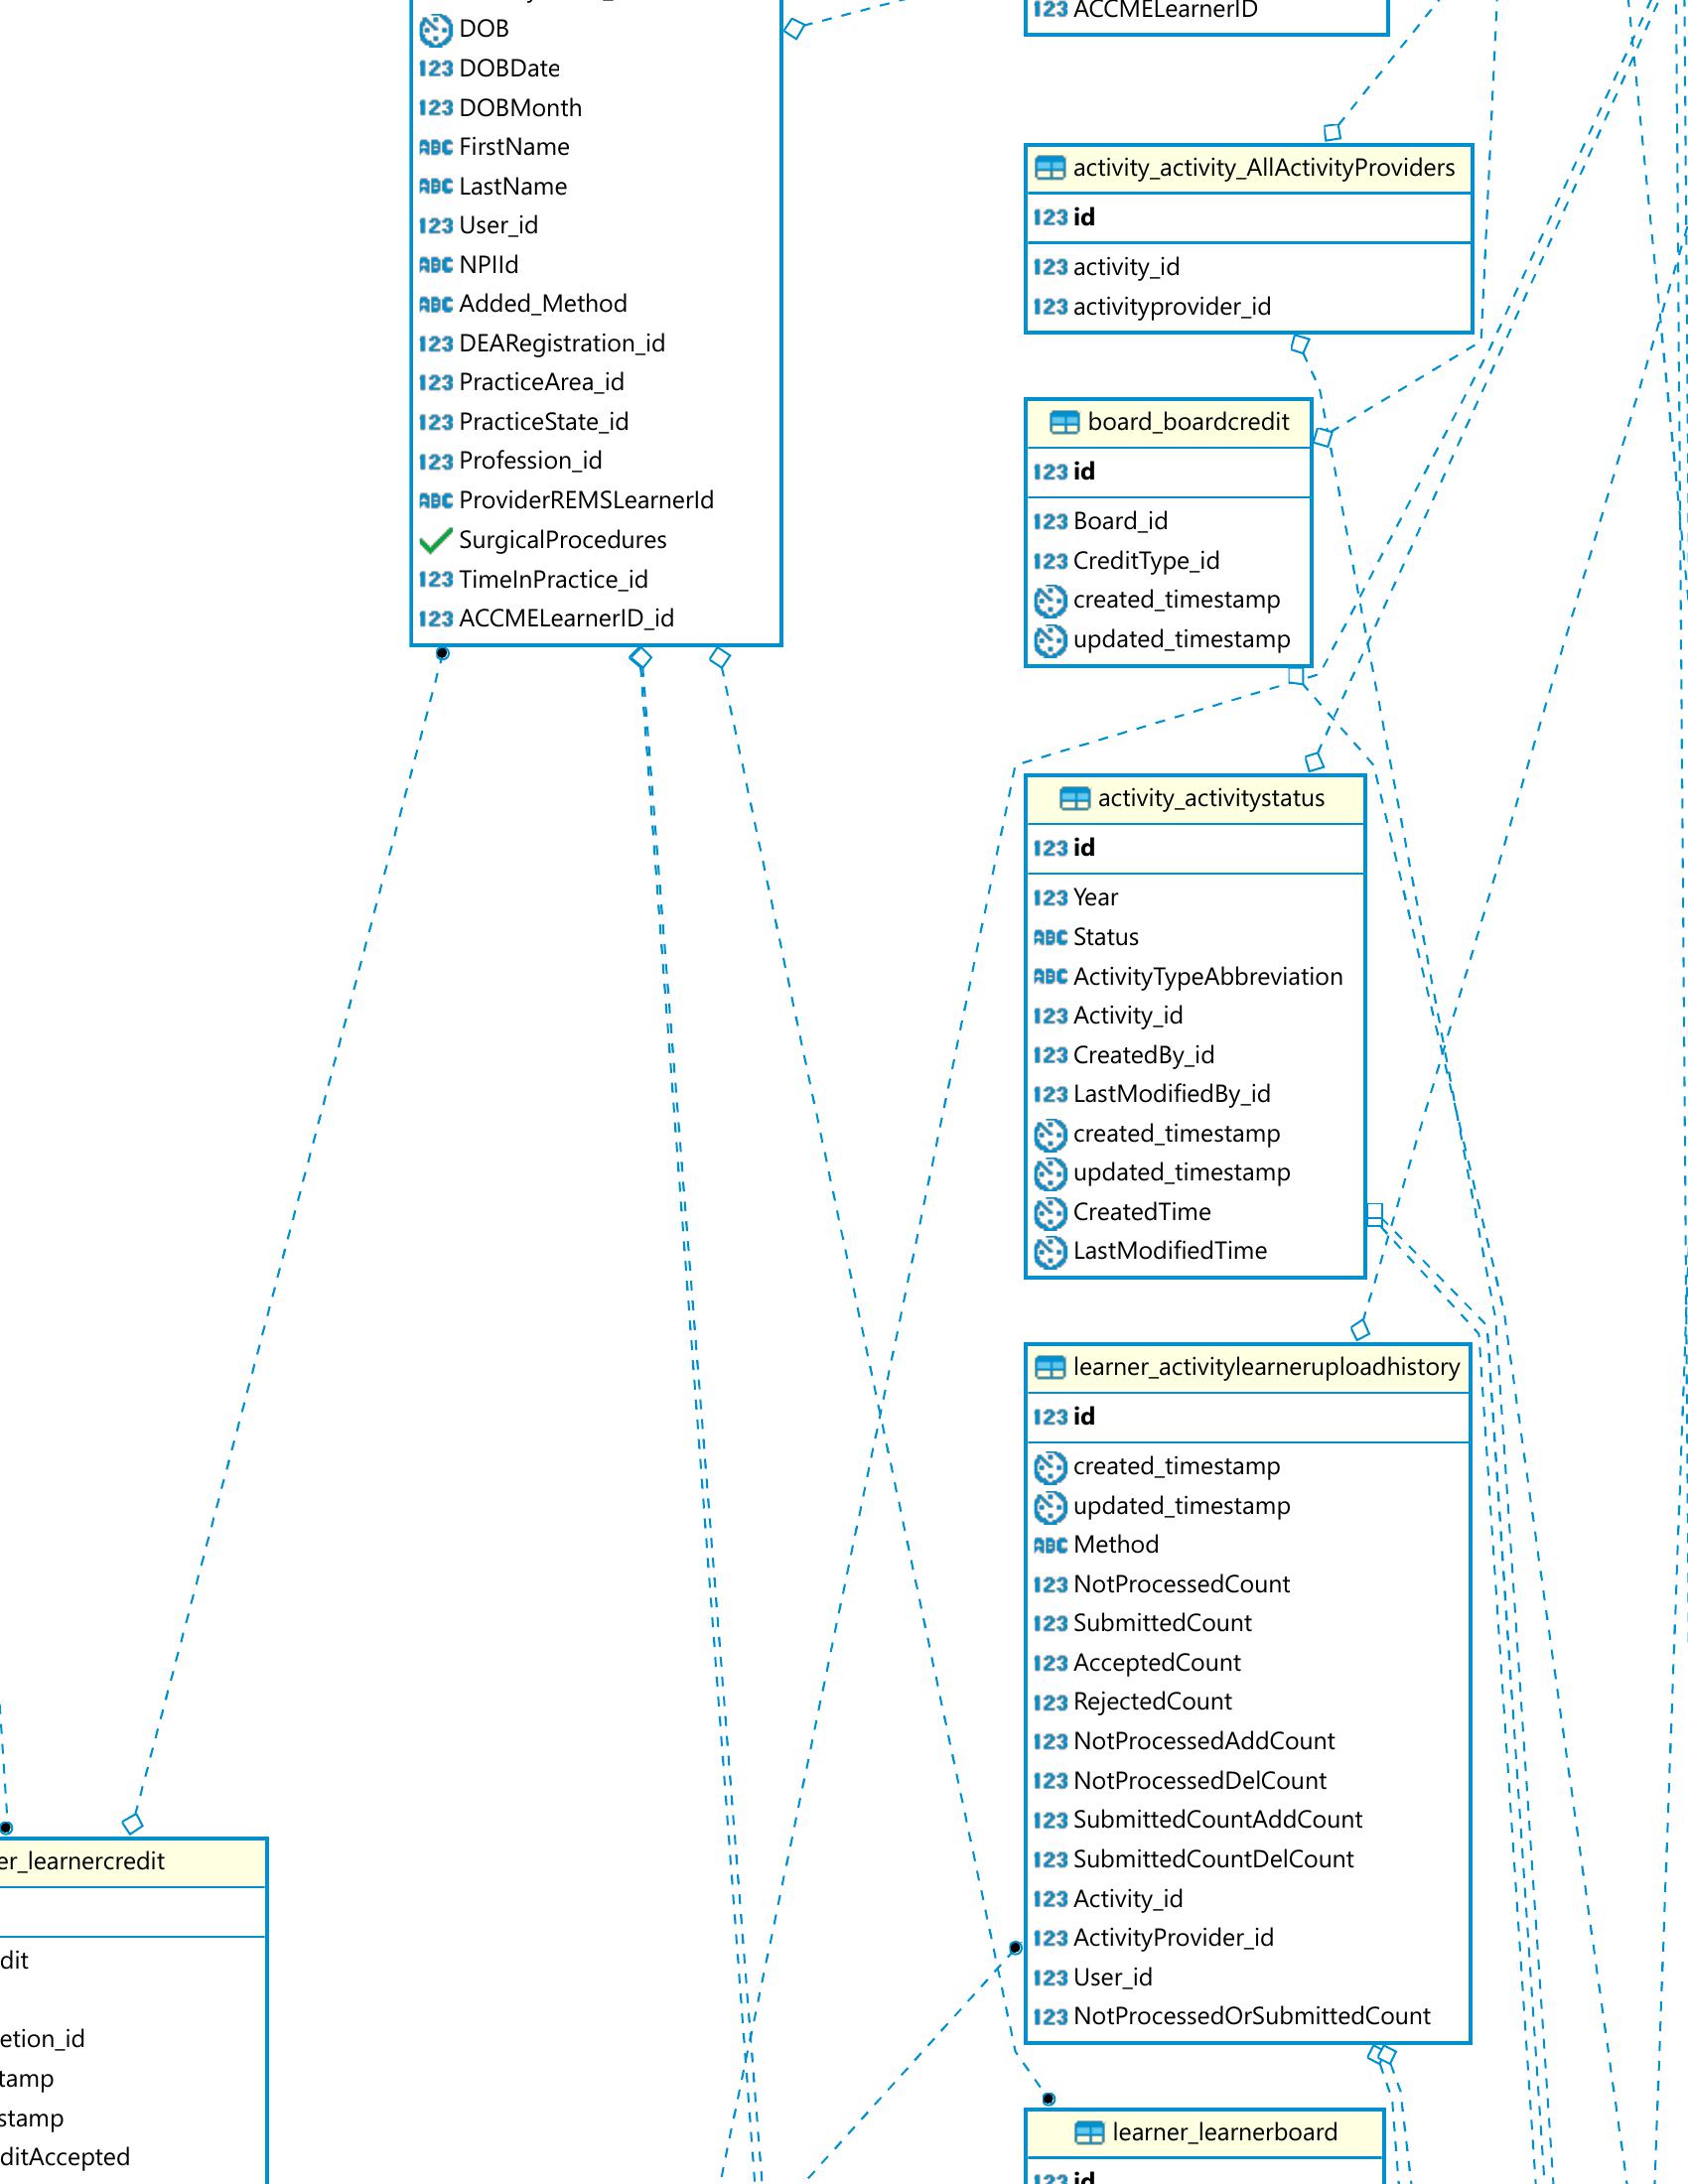 DOB
123 DOBDate
123 DOBMonth
ABC FirstName
ABC LastName
123 User_id
ABC NPIId
ABC Added_Method
123 DEARegistration_id
123 PracticeArea_id
123 PracticeState_id
123 Profession_id
ABC ProviderREMSLearnerId
SurgicalProcedures
123 TimeInPractice_id
123 ACCMELearnerID_id
123 ACCMELearnerID
activity_activity_AllActivityProviders
123 id
123 activity_id
123 activityprovider_id
board_boardcredit
123 id
123 Board_id
123 CreditType_id
created_timestamp
updated_timestamp
activity_activitystatus
123 id
123 Year
ABC Status
ABC ActivityTypeAbbreviation
123 Activity_id
123 CreatedBy_id
123 LastModifiedBy_id
created_timestamp
updated_timestamp
CreatedTime
LastModifiedTime
learner_activitylearneruploadhistory
123 id
created_timestamp
updated_timestamp
ABC Method
123 NotProcessedCount
123 SubmittedCount
123 AcceptedCount
123 RejectedCount
123 NotProcessedAddCount
123 NotProcessedDelCount
123 SubmittedCountAddCount
123 SubmittedCountDelCount
123 Activity_id
123 ActivityProvider_id
123 User_id
123 NotProcessedOrSubmittedCount
er_learnercredit
dit
etion_id
tamp
stamp
ditAccepted
learner_learnerboard
123 id